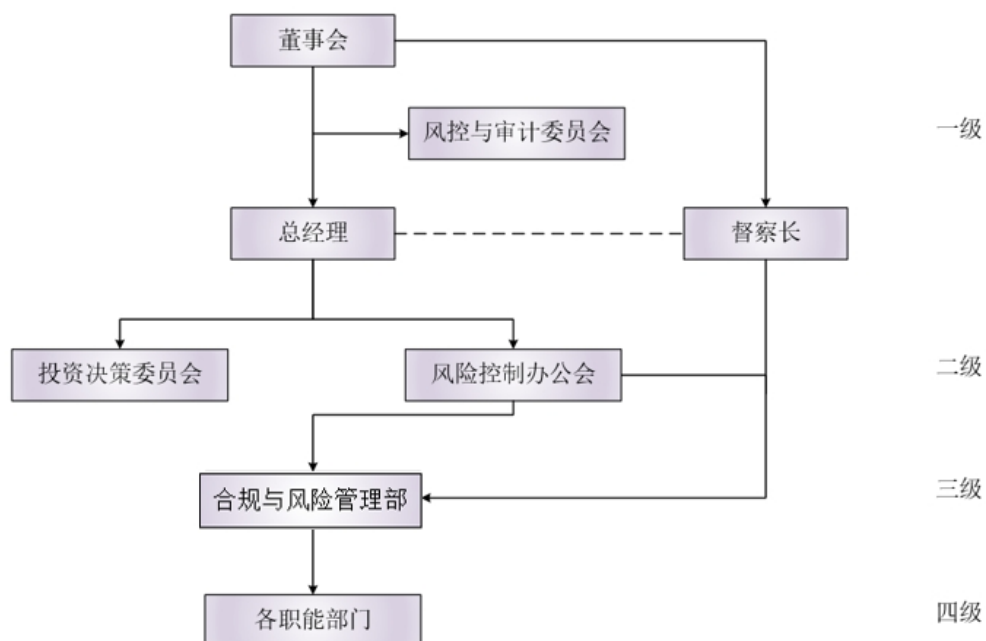 董事会
风控与审计委员会
一级
总经理
督察长
投资决策委员会
风险控制办公会
二级
合规与风险管理部
三级
各职能部门
四级